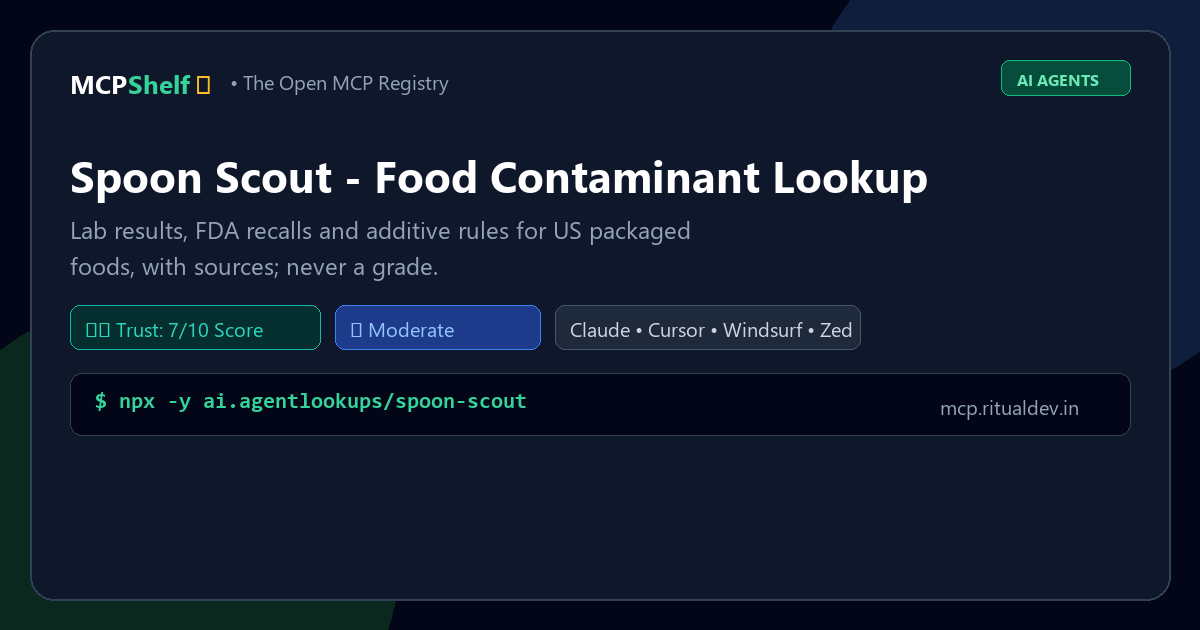 MCPShelf • The Open MCP Registry
AI AGENTS
Spoon Scout - Food Contaminant Lookup
Lab results, FDA recalls and additive rules for US packaged
foods, with sources; never a grade.
Trust: 7/10 Score
Moderate
Claude • Cursor • Windsurf • Zed
$ npx -y ai.agentlookups/spoon-scout
mcp.ritualdev.in